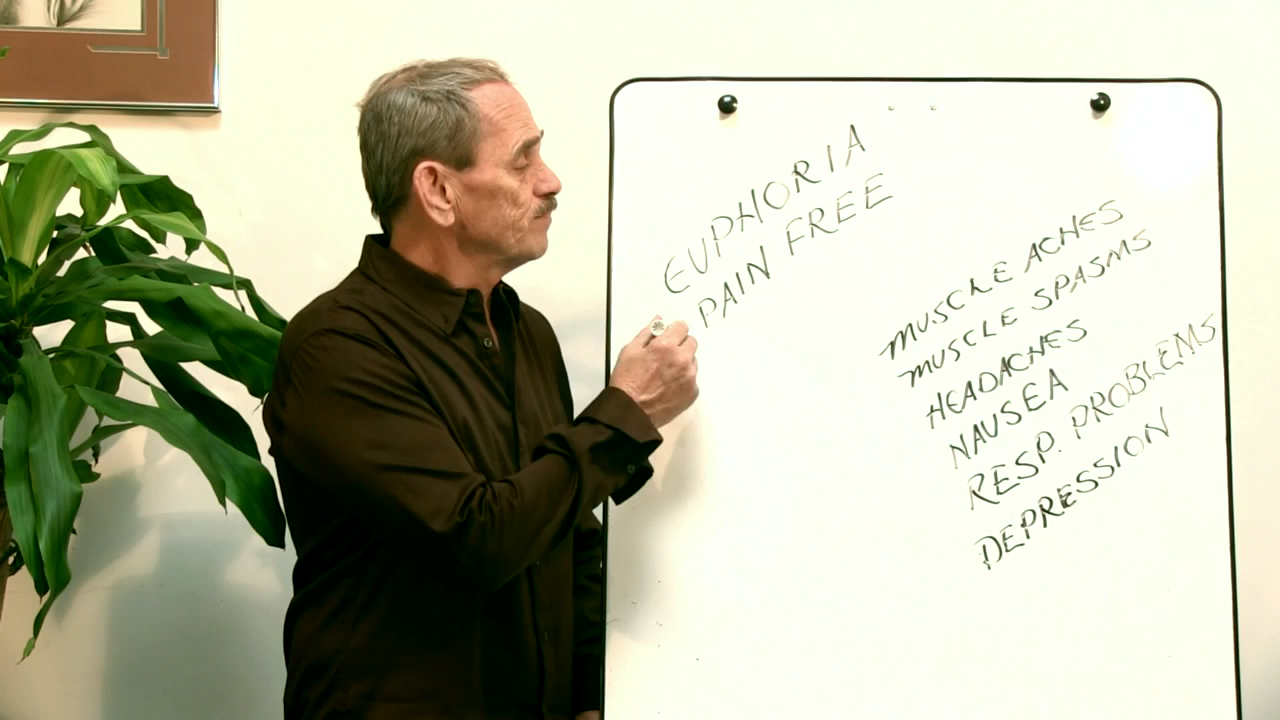 EUPHORIA
PAIN FREE
MUSCLE ACHES
MUSCLE SPASMS
HEADACHES
NAUSEA
RESP. PROBLEMS
DEPRESSION